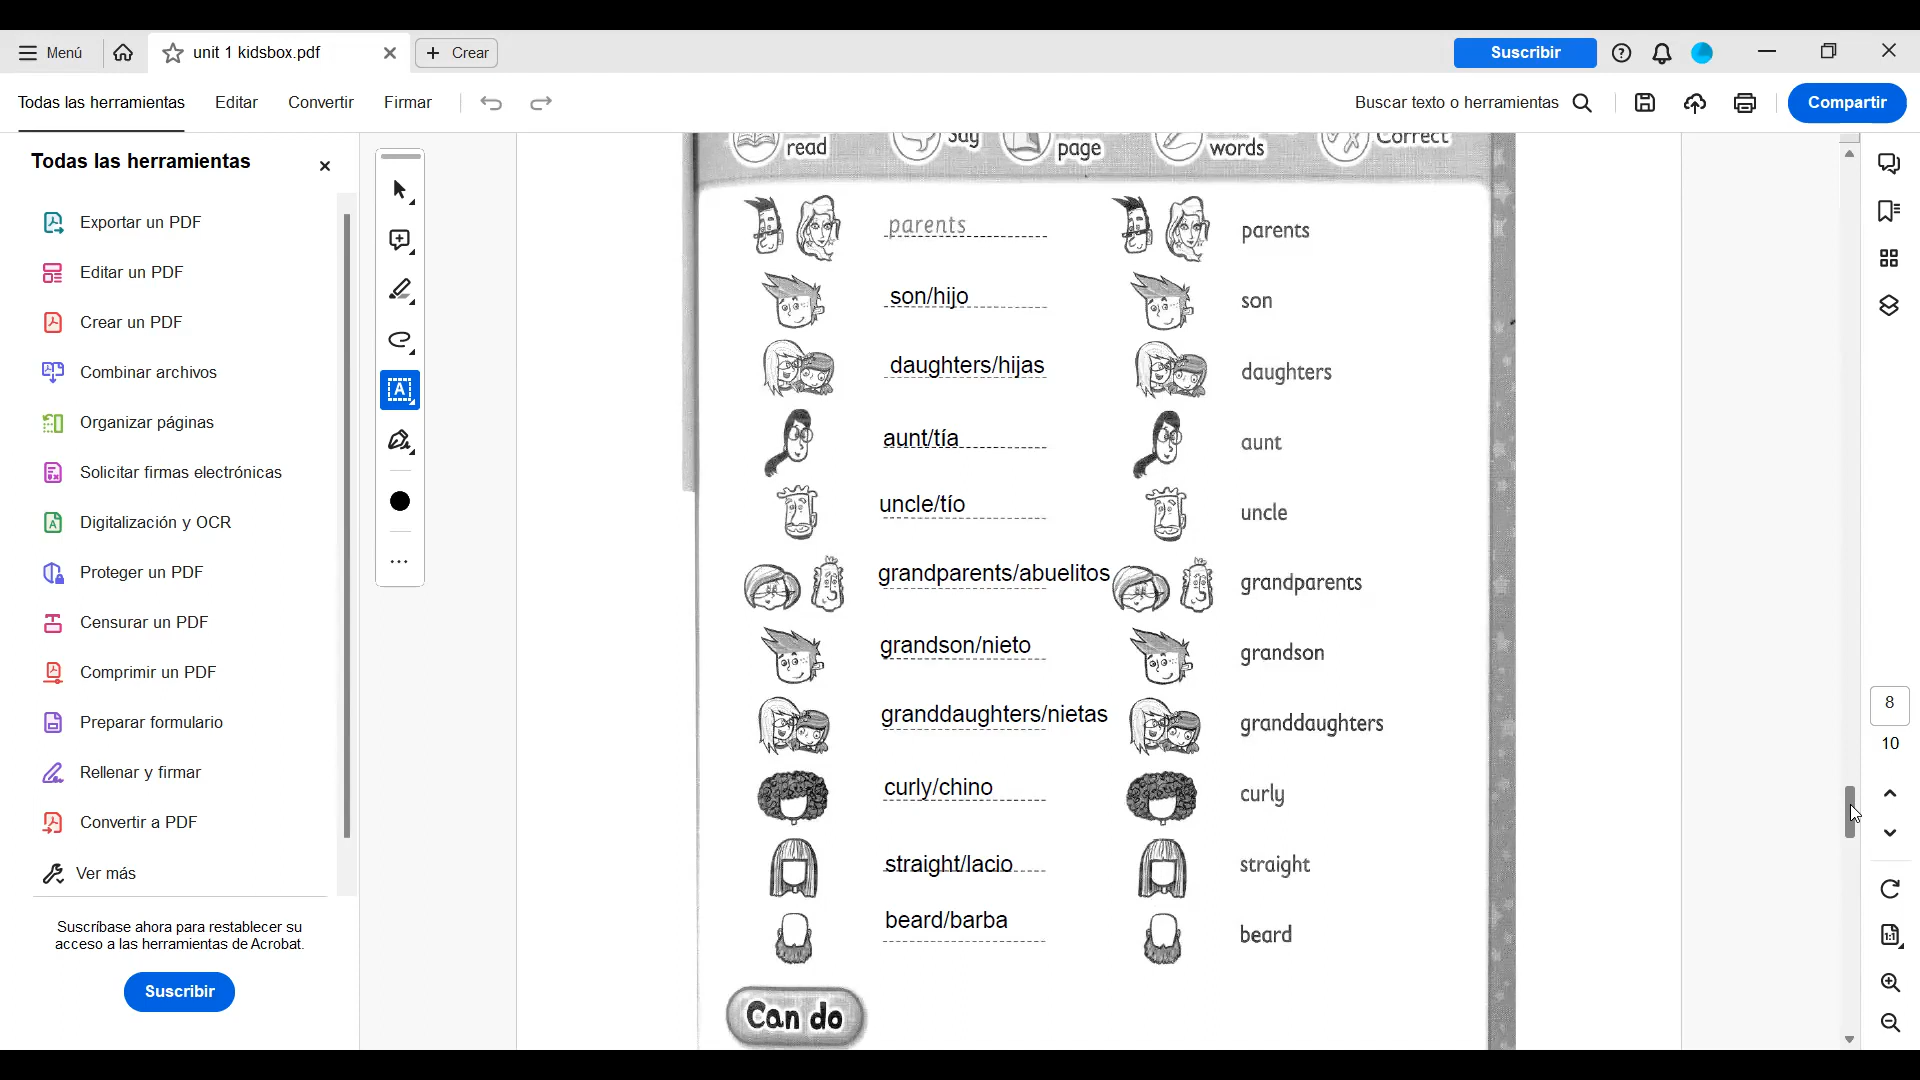 Menú
unit 1 kidsbox.pdf
Crear
Suscribir
Todas las herramientas
Editar
Convertir
Firmar
Buscar texto o herramientas
Compartir
Todas las herramientas
Exportar un PDF
Editar un PDF
Crear un PDF
Combinar archivos
Organizar páginas
Solicitar firmas electrónicas
Digitalización y OCR
Proteger un PDF
Censurar un PDF
Comprimir un PDF
Preparar formulario
Rellenar y firmar
Convertir a PDF
Ver más
Suscríbase ahora para restablecer su
acceso a las herramientas de Acrobat.
Suscribir
read say page words Correct
parents parents
son/hijo son
daughters/hijas daughters
aunt/tía aunt
uncle/tío uncle
grandparents/abuelitos grandparents
grandson/nieto grandson
granddaughters/nietas granddaughters
curly/chino curly
straight/lacio straight
beard/barba beard
Can do
8
10